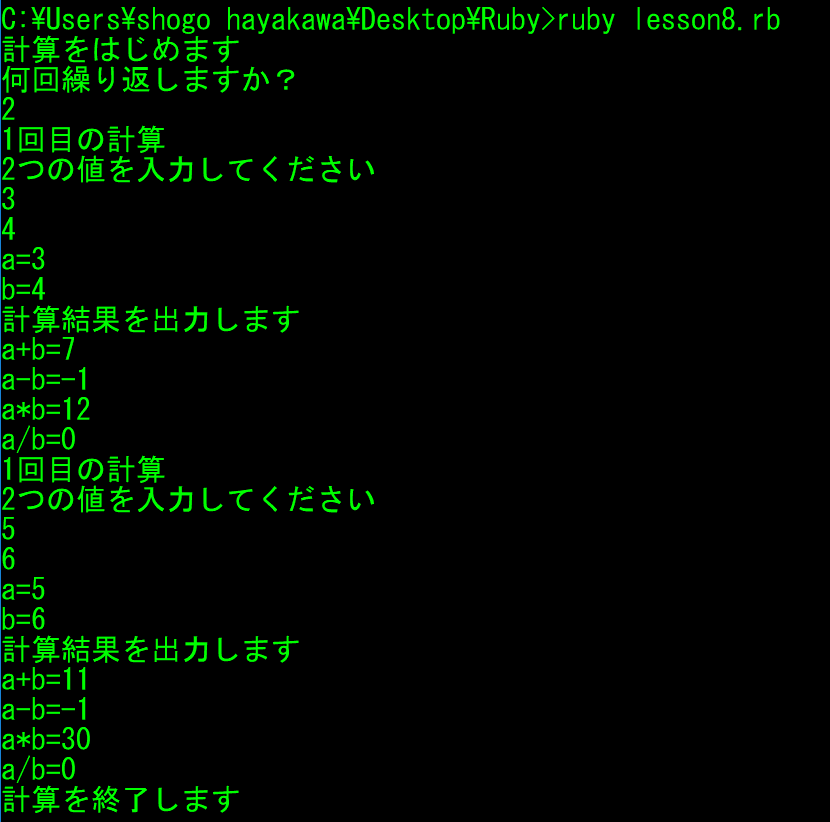 C:¥Users¥shogo hayakawa¥Desktop¥Ruby>ruby lesson8.rb
計算をはじめます
何回繰り返しますか？
2
1回目の計算
2つの値を入力してください
3
4
a=3
b=4
計算結果を出力します
a+b=7
a-b=-1
a*b=12
a/b=0
1回目の計算
2つの値を入力してください
5
6
a=5
b=6
計算結果を出力します
a+b=11
a-b=-1
a*b=30
a/b=0
計算を終了します